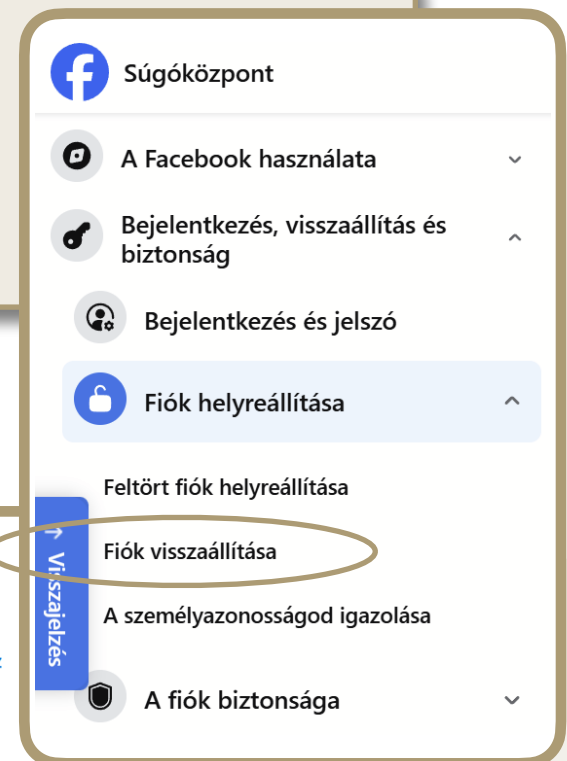 Súgóközpont
A Facebook használata
Bejelentkezés, visszaállítás és
biztonság
Bejelentkezés és jelszó
Fiók helyreállítása
Feltört fiók helyreállítása
Fiók visszaállítása
A személyazonosságod igazolása
Visszajelzés
A fiók biztonsága